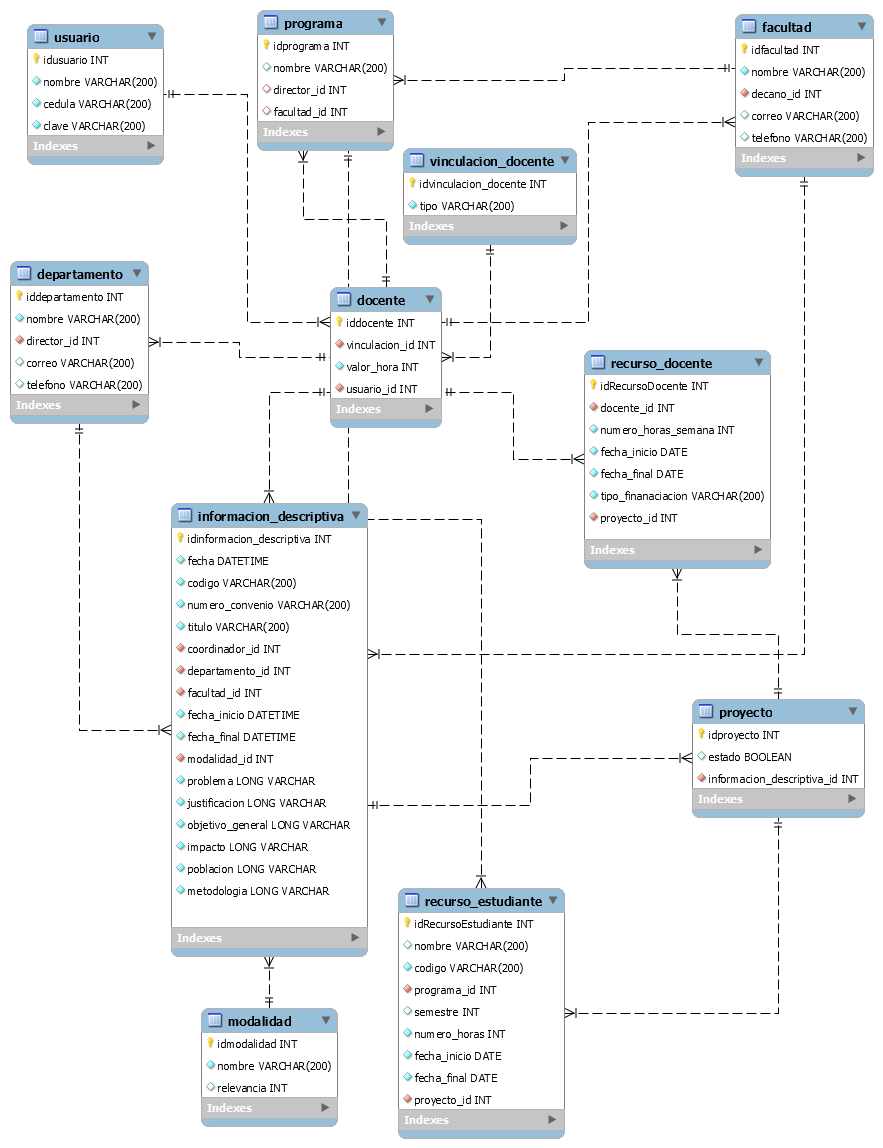 usuario
idusuario INT
nombre VARCHAR(200)
cedula VARCHAR(200)
clave VARCHAR(200)
Indexes
programa
idprograma INT
nombre VARCHAR(200)
director_id INT
facultad_id INT
Indexes
facultad
idfacultad INT
nombre VARCHAR(200)
decano_id INT
correo VARCHAR(200)
telefono VARCHAR(200)
Indexes
vinculacion_docente
idvinculacion_docente INT
tipo VARCHAR(200)
Indexes
departamento
iddepartamento INT
nombre VARCHAR(200)
director_id INT
correo VARCHAR(200)
telefono VARCHAR(200)
Indexes
docente
iddocente INT
vinculacion_id INT
valor_hora INT
usuario_id INT
Indexes
recurso_docente
idRecursoDocente INT
docente_id INT
numero_horas_semana INT
fecha_inicio DATE
fecha_final DATE
tipo_finanaciacion VARCHAR(200)
proyecto_id INT
Indexes
informacion_descriptiva
idinformacion_descriptiva INT
fecha DATETIME
codigo VARCHAR(200)
numero_convenio VARCHAR(200)
titulo VARCHAR(200)
coordinador_id INT
departamento_id INT
facultad_id INT
fecha_inicio DATETIME
fecha_final DATETIME
modalidad_id INT
problema LONG VARCHAR
justificacion LONG VARCHAR
objetivo_general LONG VARCHAR
impacto LONG VARCHAR
poblacion LONG VARCHAR
metodologia LONG VARCHAR
Indexes
proyecto
idproyecto INT
estado BOOLEAN
informacion_descriptiva_id INT
Indexes
recurso_estudiante
idRecursoEstudiante INT
nombre VARCHAR(200)
codigo VARCHAR(200)
programa_id INT
semestre INT
numero_horas INT
fecha_inicio DATE
fecha_final DATE
proyecto_id INT
Indexes
modalidad
idmodalidad INT
nombre VARCHAR(200)
relevancia INT
Indexes